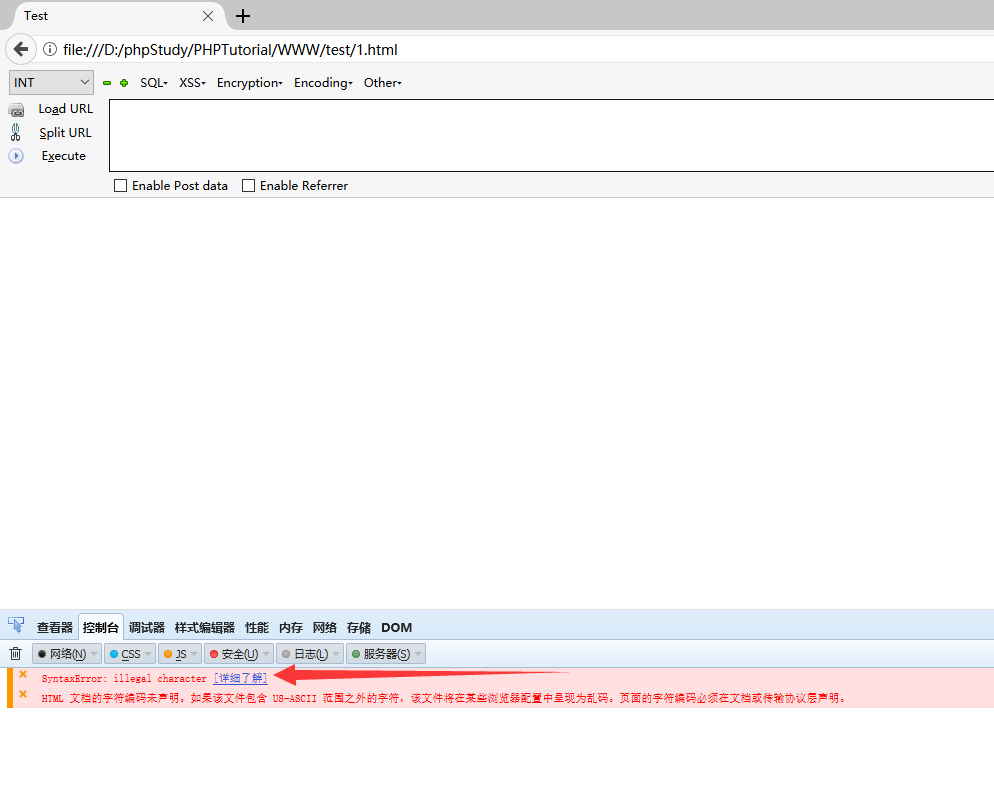 Test
file:///D:/phpStudy/PHPTutorial/WWW/test/1.html
INT SQL XSS Encryption Encoding Other
Load URL
Split URL
Execute
Enable Post data Enable Referrer
查看器 控制台 调试器 样式编辑器 性能 内存 网络 存储 DOM
网络(N) CSS JS 安全(U) 日志(L) 服务器(S)
SyntaxError: illegal character [详细了解]
HTML 文档的字符编码未声明。如果该文件包含 US-ASCII 范围之外的字符，该文件将在某些浏览器配置中呈现为乱码。页面的字符编码必须在文档或传输协议层声明。